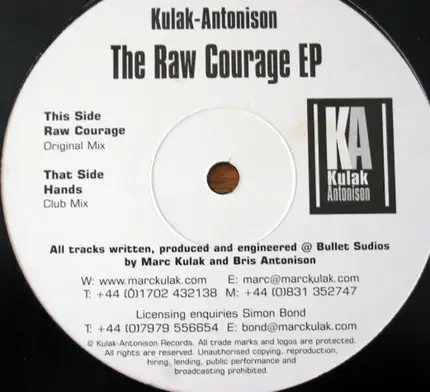 Kulak-Antonison
The Raw Courage EP
This Side
Raw Courage
Original Mix
That Side
Hands
Club Mix
KA
Kulak
Antonison
All tracks written, produced and engineered @ Bullet Sudios
by Marc Kulak and Bris Antonison
W: www.marckulak.com E: marc@marckulak.com
T: +44 (0)1702 432138 M: +44 (0)831 352747
Licensing enquiries Simon Bond
T: +44 (0)7979 556654 E: bond@marckulak.com
© Kulak-Antonison Records. All trade marks and logos are protected.
All rights are reserved. Unauthorised copying, reproduction,
hiring, lending, public performance and
broadcasting prohibited.